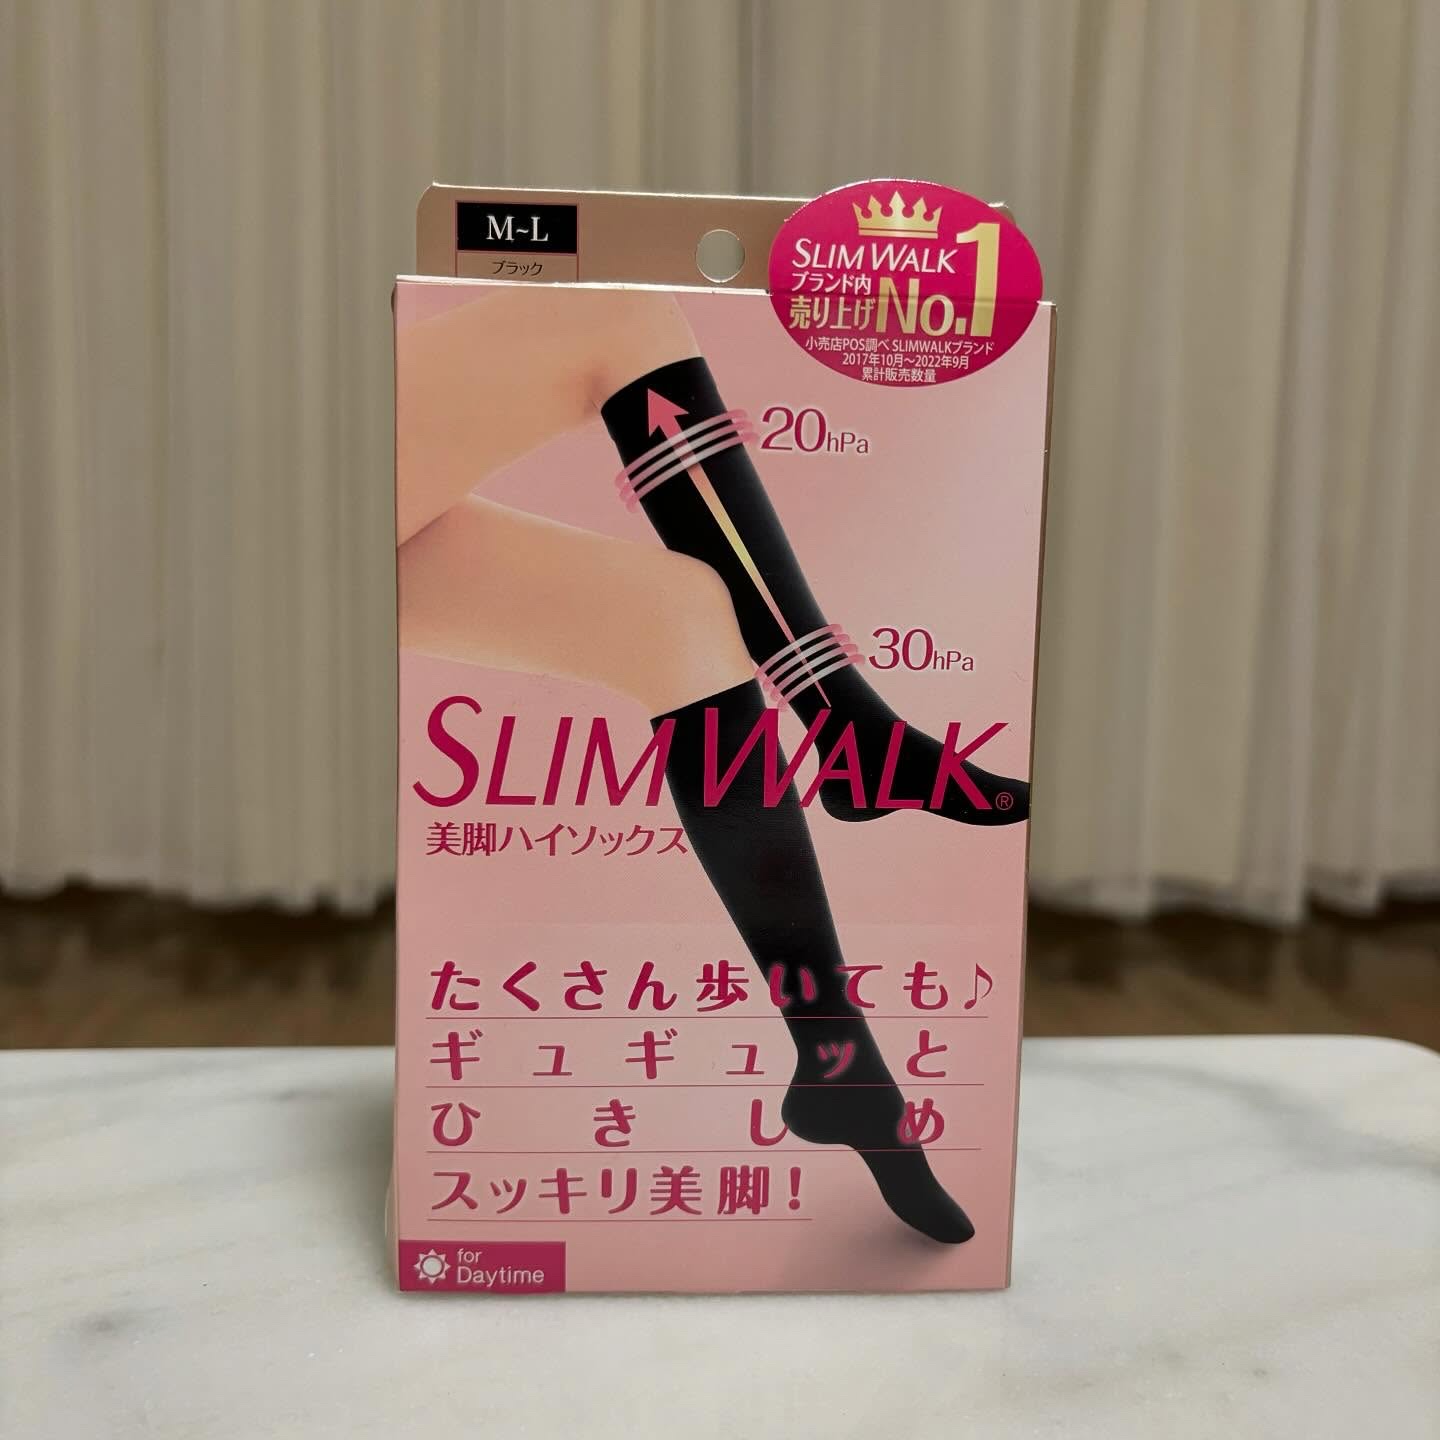 M~L
ブラック
SLIM WALK
ブランド内
売り上げNo.1
小売店POS調べ SLIMWALKブランド
2017年10月～2022年9月
累計販売数量
20hPa
30hPa
SLIM WALK®
美脚ハイソックス
たくさん歩いても♪
ギュギュッと
ひきしめ
スッキリ美脚!
for
Daytime